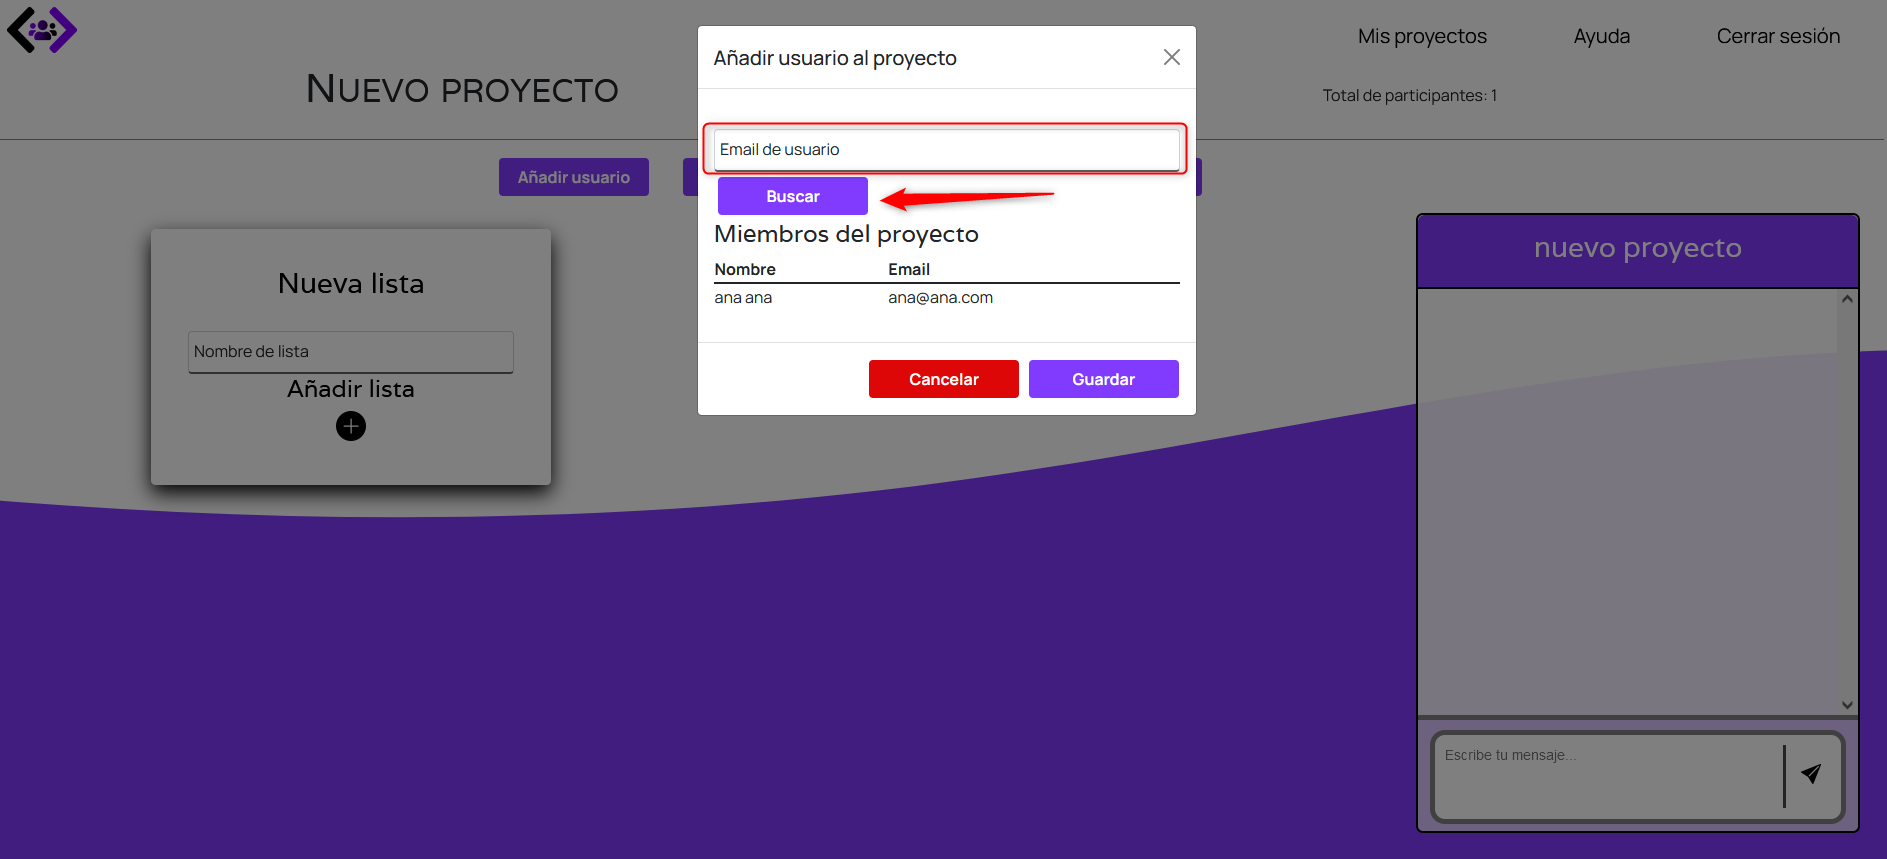 Mis proyectos
Ayuda
Cerrar sesión
NUEVO PROYECTO
Total de participantes: 1
Añadir usuario
Añadir usuario al proyecto
Email de usuario
Buscar
Miembros del proyecto
Nombre Email
ana ana ana@ana.com
Cancelar
Guardar
Nueva lista
Nombre de lista
Añadir lista
nuevo proyecto
Escribe tu mensaje...